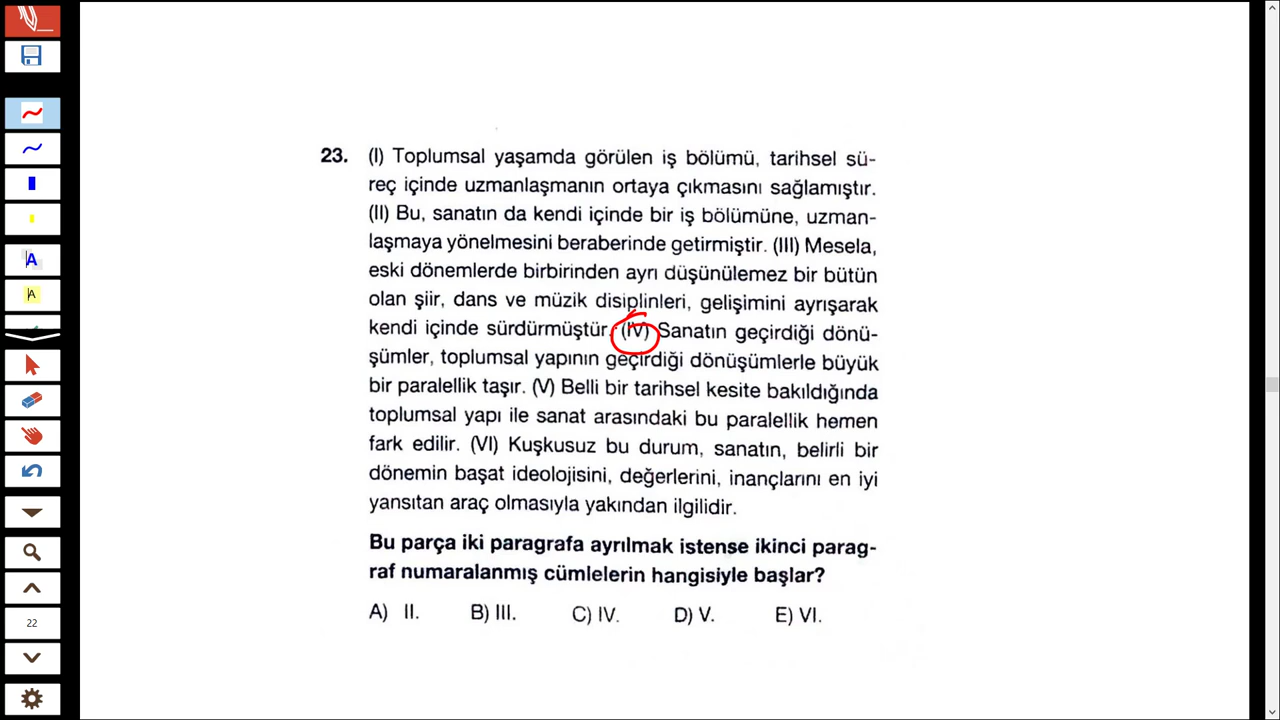 23. (I) Toplumsal yaşamda görülen iş bölümü, tarihsel sü-
reç içinde uzmanlaşmanın ortaya çıkmasını sağlamıştır.
(II) Bu, sanatın da kendi içinde bir iş bölümüne, uzman-
laşmaya yönelmesini beraberinde getirmiştir. (III) Mesela,
eski dönemlerde birbirinden ayrı düşünülemez bir bütün
olan şiir, dans ve müzik disiplinleri, gelişimini ayrışarak
kendi içinde sürdürmüştür. (IV) Sanatın geçirdiği dönü-
şümler, toplumsal yapının geçirdiği dönüşümlerle büyük
bir paralellik taşır. (V) Belli bir tarihsel kesite bakıldığında
toplumsal yapı ile sanat arasındaki bu paralellik hemen
fark edilir. (VI) Kuşkusuz bu durum, sanatın, belirli bir
dönemin başat ideolojisini, değerlerini, inançlarını en iyi
yansıtan araç olmasıyla yakından ilgilidir.
Bu parça iki paragrafa ayrılmak istense ikinci parag-
raf numaralanmış cümlelerin hangisiyle başlar?
A) II. B) III. C) IV. D) V. E) VI.
A
A
22